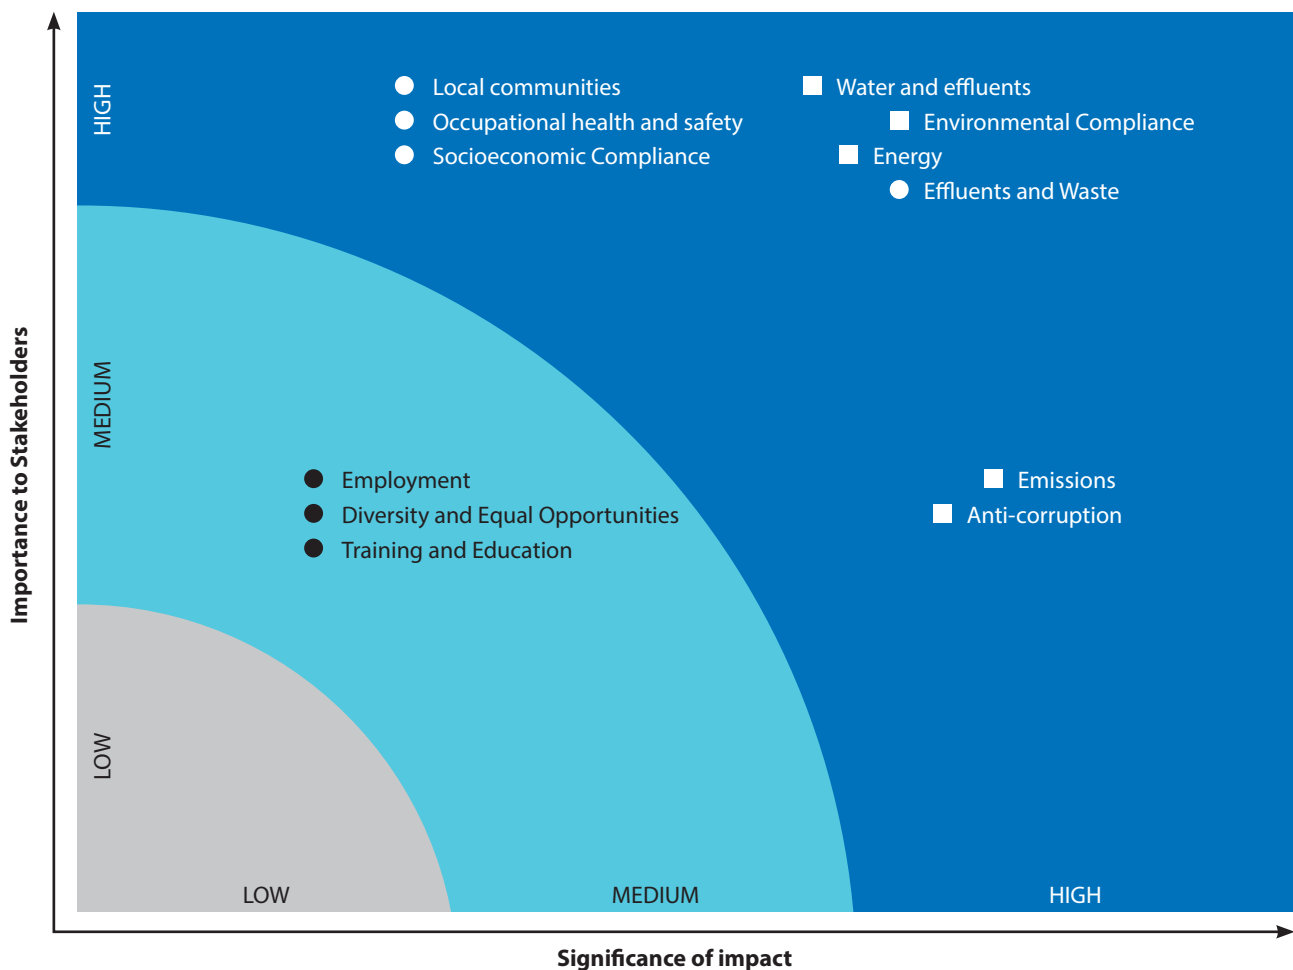 Importance to Stakeholders
HIGH
MEDIUM
LOW
Local communities
Occupational health and safety
Socioeconomic Compliance
Water and effluents
Environmental Compliance
Energy
Effluents and Waste
Employment
Diversity and Equal Opportunities
Training and Education
Emissions
Anti-corruption
LOW
MEDIUM
HIGH
Significance of impact